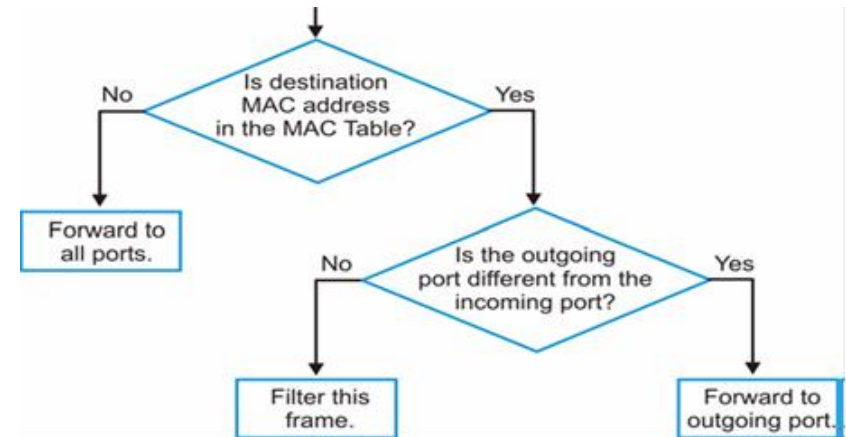 Is destination
MAC address
in the MAC Table?
No
Yes
Forward to
all ports.
Is the outgoing
port different from the
incoming port?
No
Yes
Filter this
frame.
Forward to
outgoing port.